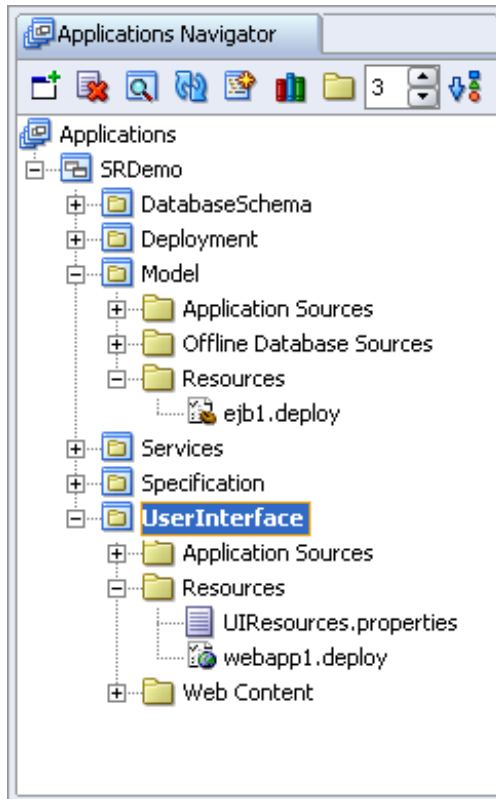 Applications Navigator
3
Applications
SRDemo
DatabaseSchema
Deployment
Model
Application Sources
Offline Database Sources
Resources
ejb1.deploy
Services
Specification
UserInterface
Application Sources
Resources
UIResources.properties
webapp1.deploy
Web Content